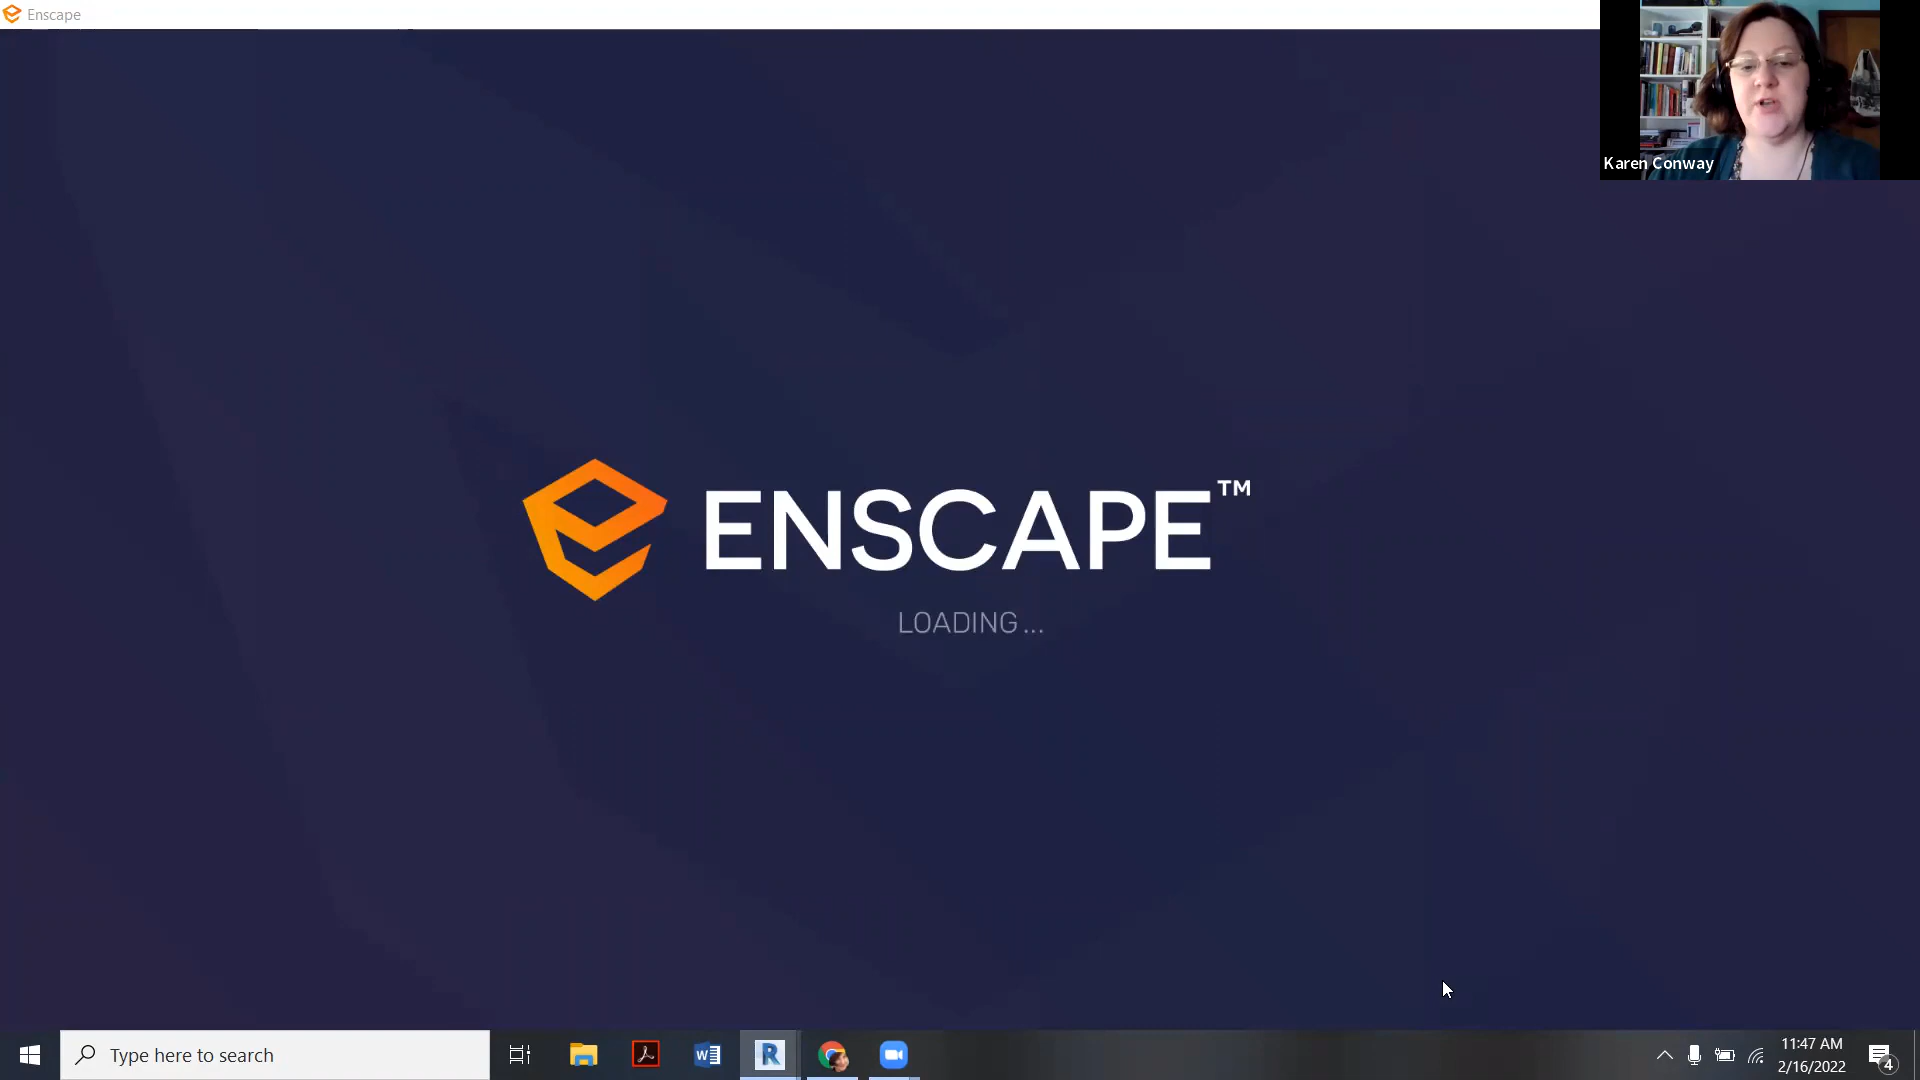 Enscape
Karen Conway
ENSCAPE™
LOADING...
Type here to search
11:47 AM
2/16/2022
4